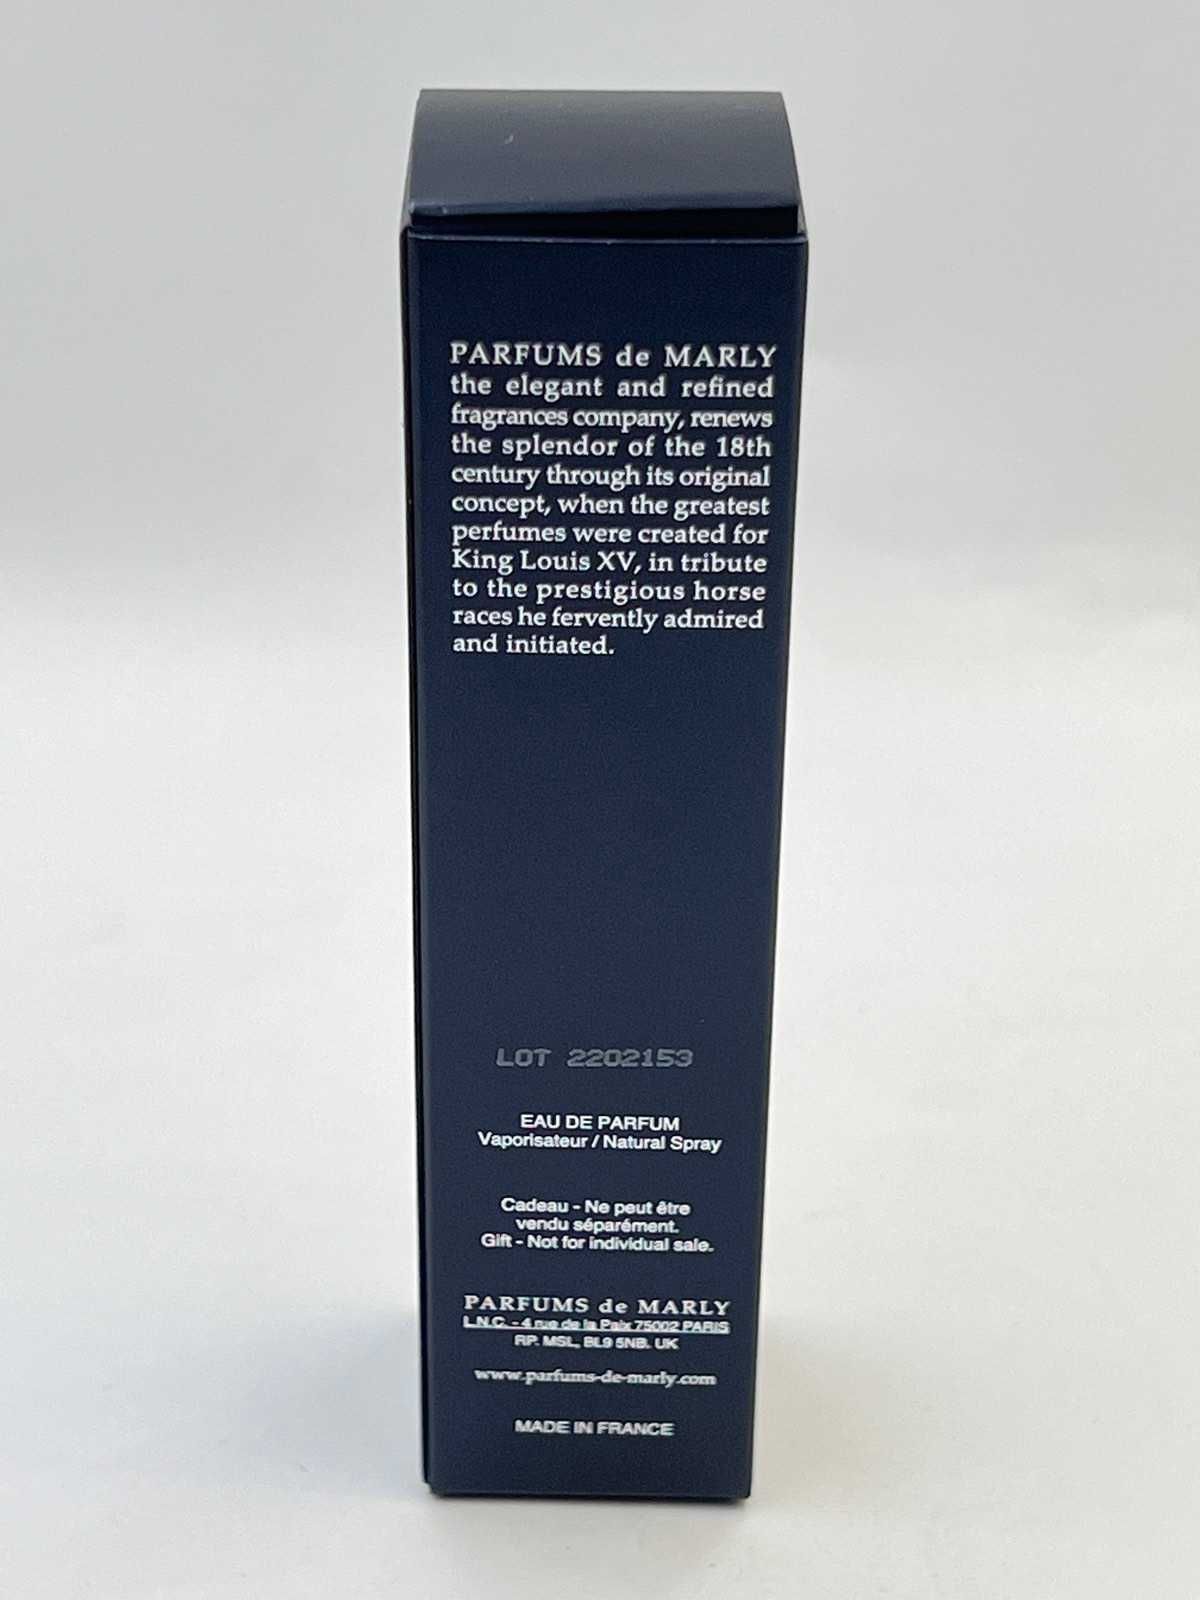 PARFUMS de MARLY
the elegant and refined
fragrances company, renews
the splendor of the 18th
century through its original
concept, when the greatest
perfumes were created for
King Louis XV, in tribute
to the prestigious horse
races he fervently admired
and initiated.
LOT 2202153
EAU DE PARFUM
Vaporisateur / Natural Spray
Cadeau - Ne peut être
vendu séparément.
Gift - Not for individual sale.
PARFUMS de MARLY
L.N.C. - 4 rue de la Paix 75002 PARIS
RP. MSL, BL9 5NB. UK
www.parfums-de-marly.com
MADE IN FRANCE